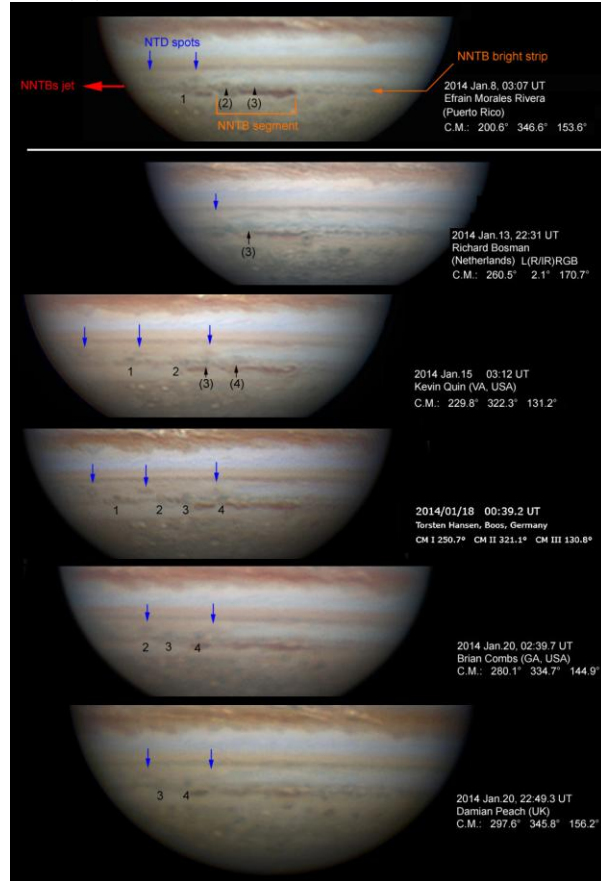 NTD spots
NNTBs jet
NNTB bright strip
1
(2)
(3)
NNTB segment
2014 Jan.8, 03:07 UT
Efrain Morales Rivera
(Puerto Rico)
C.M.: 200.6° 346.6° 153.6°
(3)
2014 Jan.13, 22:31 UT
Richard Bosman
(Netherlands) L(R/IR)RGB
C.M.: 260.5° 2.1° 170.7°
1 2 (3) (4)
2014 Jan.15 03:12 UT
Kevin Quin (VA, USA)
C.M.: 229.8° 322.3° 131.2°
1 2 3 4
2014/01/18 00:39.2 UT
Torsten Hansen, Boos, Germany
CM I 250.7° CM II 321.1° CM III 130.8°
2 3 4
2014 Jan.20, 02:39.7 UT
Brian Combs (GA, USA)
C.M.: 280.1° 334.7° 144.9°
3 4
2014 Jan.20, 22:49.3 UT
Damian Peach (UK)
C.M.: 297.6° 345.8° 156.2°